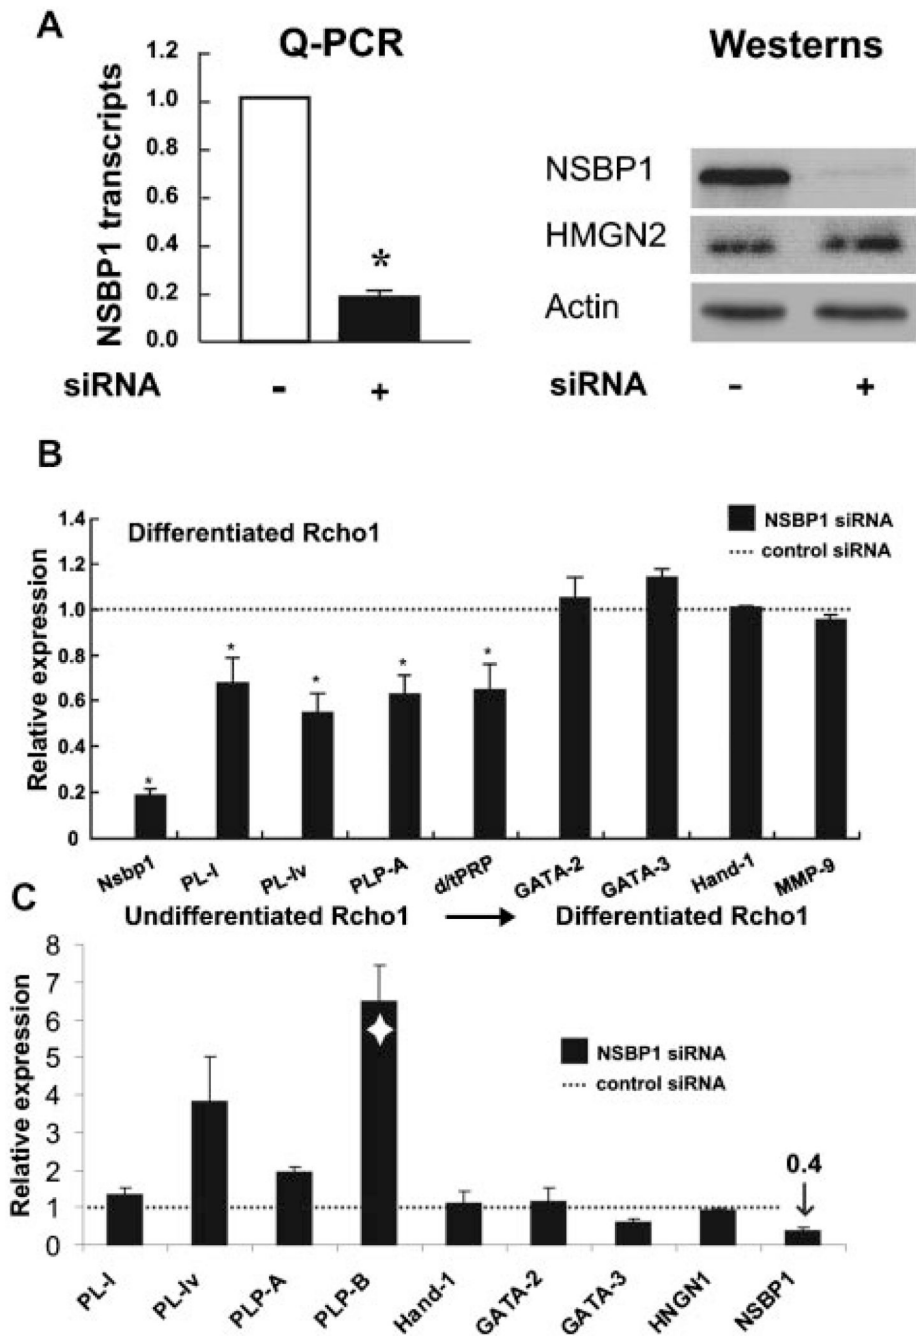 A
Q-PCR
Westerns
NSBP1 transcripts
1.2
1.0
0.8
0.6
0.4
0.2
0.0
*
siRNA - +
NSBP1
HMGN2
Actin
siRNA - +
B
Differentiated Rcho1
NSBP1 siRNA
control siRNA
Relative expression
1.4
1.2
1.0
0.8
0.6
0.4
0.2
0
* * * * *
Nsbp1 PL-I PL-Iv PLP-A d/tPRP GATA-2 GATA-3 Hand-1 MMP-9
C
Undifferentiated Rcho1 → Differentiated Rcho1
Relative expression
8
7
6
5
4
3
2
1
0
NSBP1 siRNA
control siRNA
0.4
PL-I PL-Iv PLP-A PLP-B Hand-1 GATA-2 GATA-3 HNGN1 NSBP1